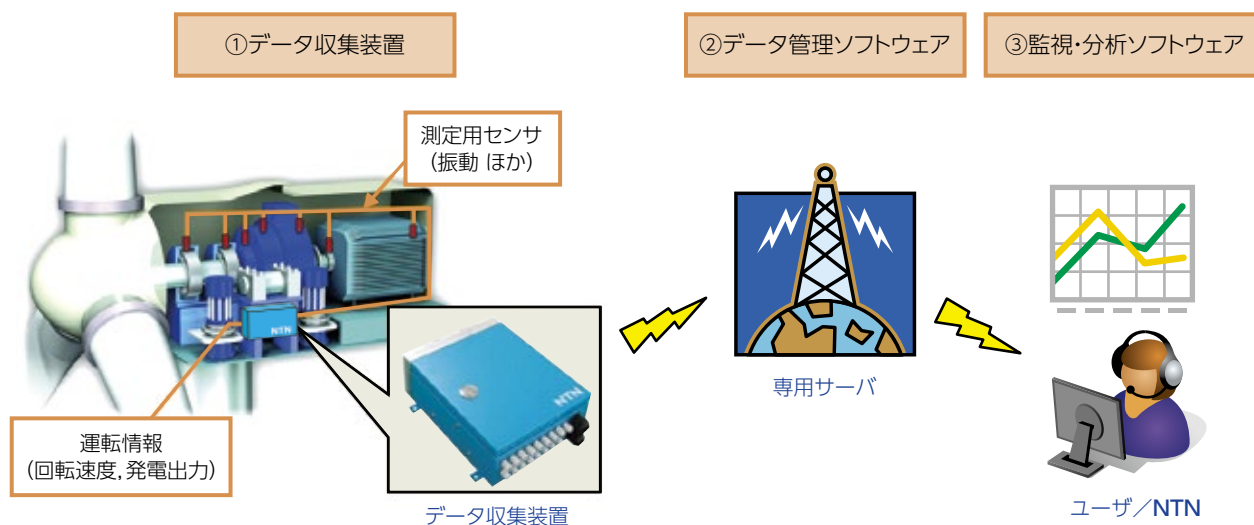 ①データ収集装置
②データ管理ソフトウェア
③監視・分析ソフトウェア
測定用センサ
(振動 ほか)
NTN
NTN
運転情報
(回転速度,発電出力)
データ収集装置
専用サーバ
ユーザ／NTN